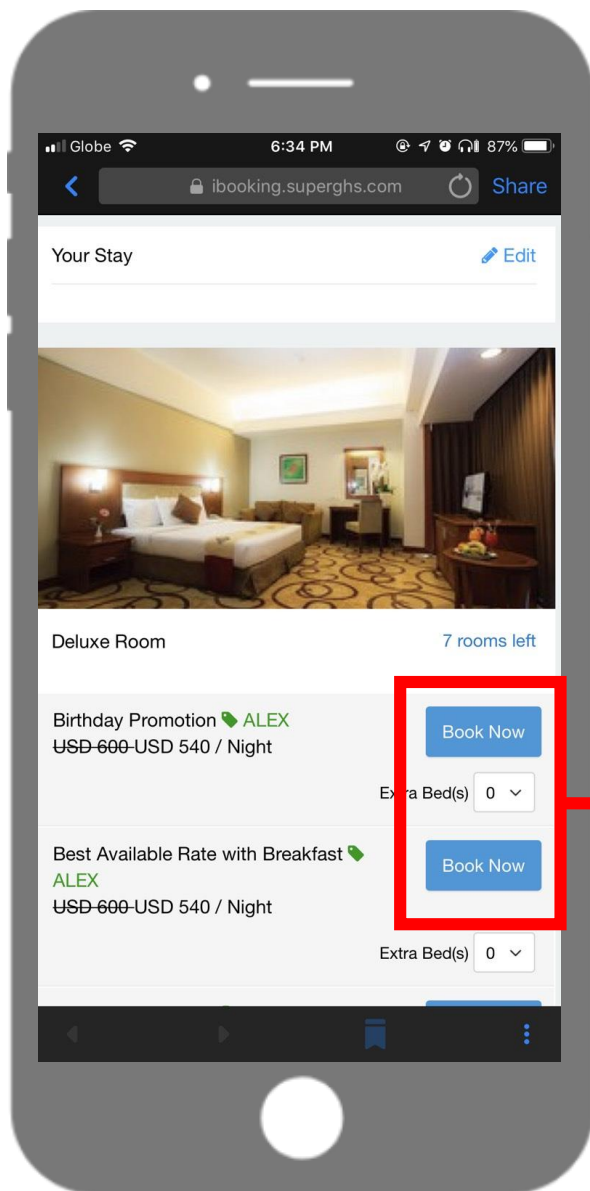 Globe 6:34 PM 87%
ibooking.superghs.com Share
Your Stay Edit
Deluxe Room 7 rooms left
Birthday Promotion ALEX Book Now
USD 600 USD 540 / Night
Extra Bed(s) 0
Best Available Rate with Breakfast Book Now
ALEX
USD 600 USD 540 / Night
Extra Bed(s) 0